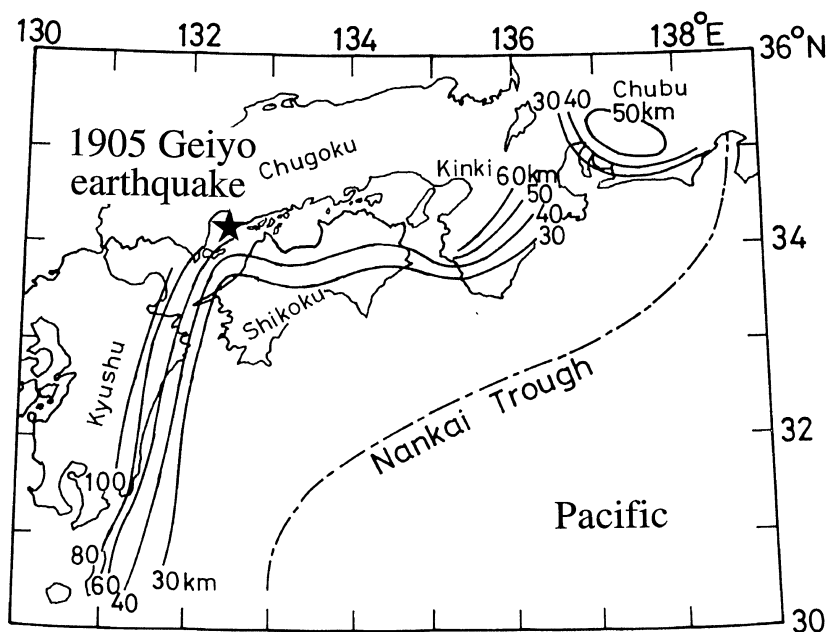 130 132 134 136 138°E 36°N
30 40 Chubu
50km
1905 Geiyo
earthquake
Chugoku
Kinki 60km
50
40
30
34
Shikoku
Kyushu
Nankai Trough
32
100
Pacific
80
60
40
30km
30